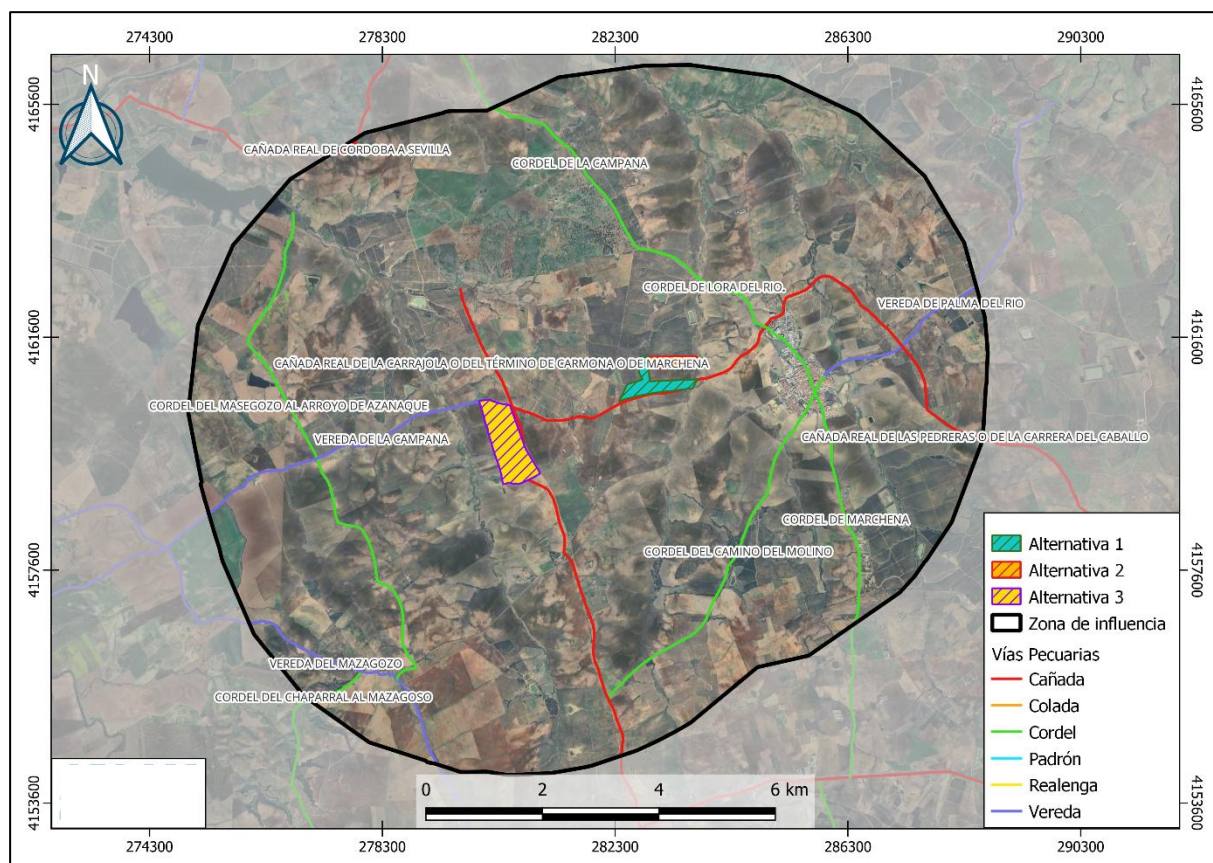 274300 278300 282300 286300 290300
N
4165600
4165600
CAÑADA REAL DE CORDOBA A SEVILLA
CORDEL DE LA CAMPANA
CORDEL DE LORA DEL RIO.
VEREDA DE PALMA DEL RIO
4161600
4161600
CAÑADA REAL DE LA CARRAJOLA O DEL TÉRMINO DE CARMONA O DE MARCHENA
CORDEL DEL MASEGOZO AL ARROYO DE AZANAQUE
VEREDA DE LA CAMPANA
CAÑADA REAL DE LAS PEDRERAS O DE LA CARRERA DEL CABALLO
CORDEL DE MARCHENA
CORDEL DEL CAMINO DEL MOLINO
4157600
4157600
VEREDA DEL MAZAGOZO
CORDEL DEL CHAPARRAL AL MAZAGOSO
Alternativa 1
Alternativa 2
Alternativa 3
Zona de influencia
Vías Pecuarias
Cañada
Colada
Cordel
Padrón
Realenga
Vereda
0 2 4 6 km
4153600
4153600
274300 278300 282300 286300 290300